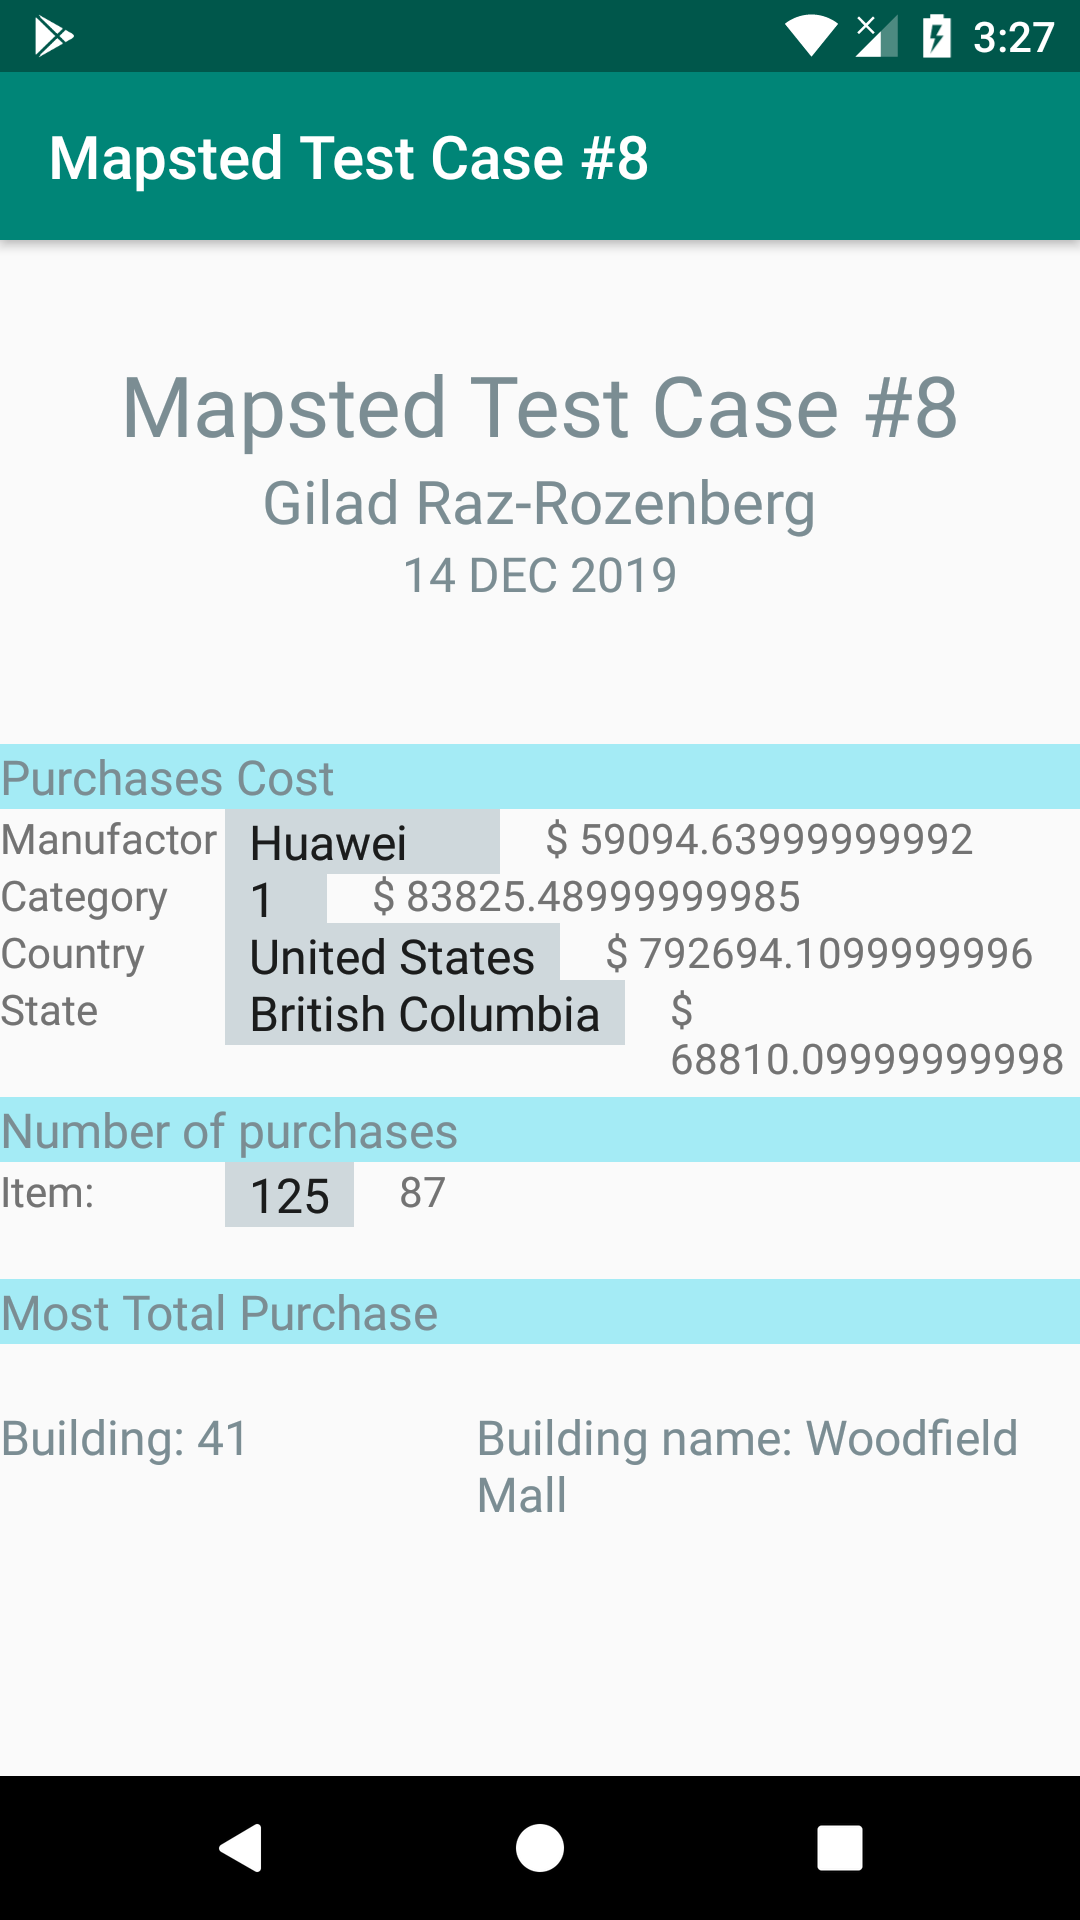 3:27
Mapsted Test Case #8
Mapsted Test Case #8
Gilad Raz-Rozenberg
14 DEC 2019
Purchases Cost
Manufactor Huawei $ 59094.63999999992
Category 1 $ 83825.48999999985
Country United States $ 792694.1099999996
State British Columbia $
68810.09999999998
Number of purchases
Item: 125 87
Most Total Purchase
Building: 41 Building name: Woodfield
Mall